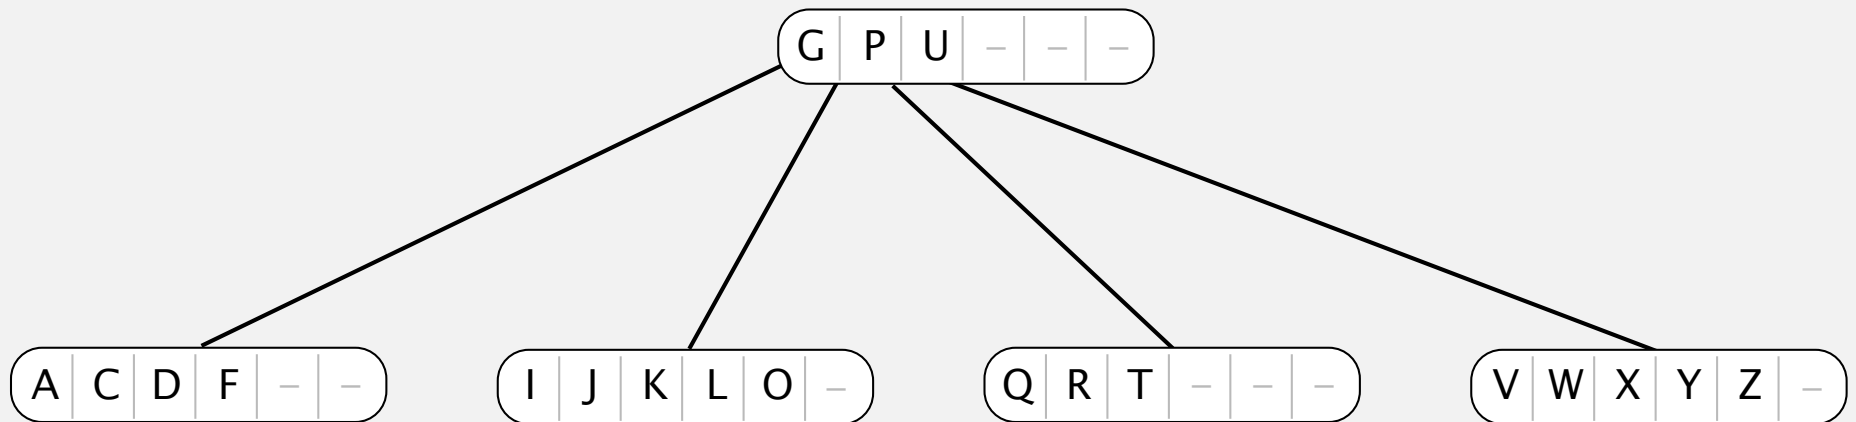 G P U – – –
A C D F – – I J K L O – Q R T – – – V W X Y Z –